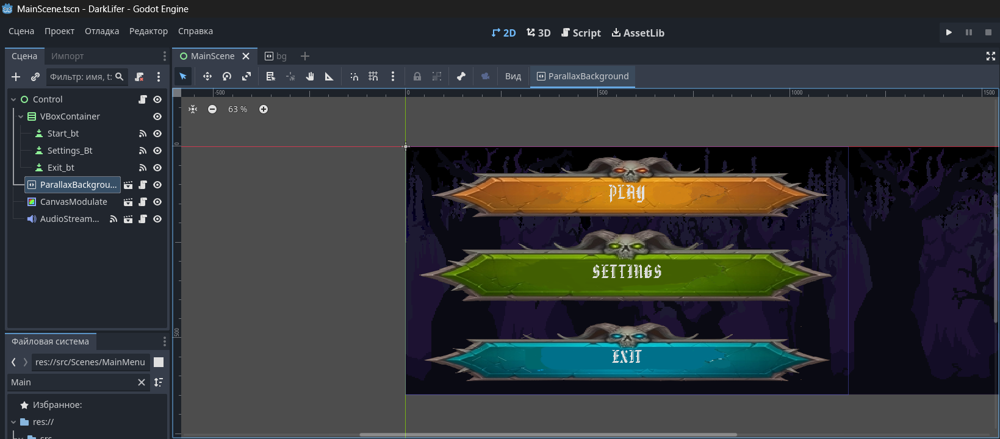 MainScene.tscn - DarkLifer - Godot Engine
Сцена Проект Отладка Редактор Справка
2D 3D Script AssetLib
Сцена Импорт
MainScene bg
Фильтр: имя, t:
Вид ParallaxBackground
-500 0 500 1000 1500
63 %
0
500
Control
VBoxContainer
Start_bt
Settings_Bt
Exit_bt
ParallaxBackgrou...
CanvasModulate
AudioStream...
PLAY
SETTINGS
EXIT
Файловая система
res://src/Scenes/MainMenu
Main
Избранное:
res://
src